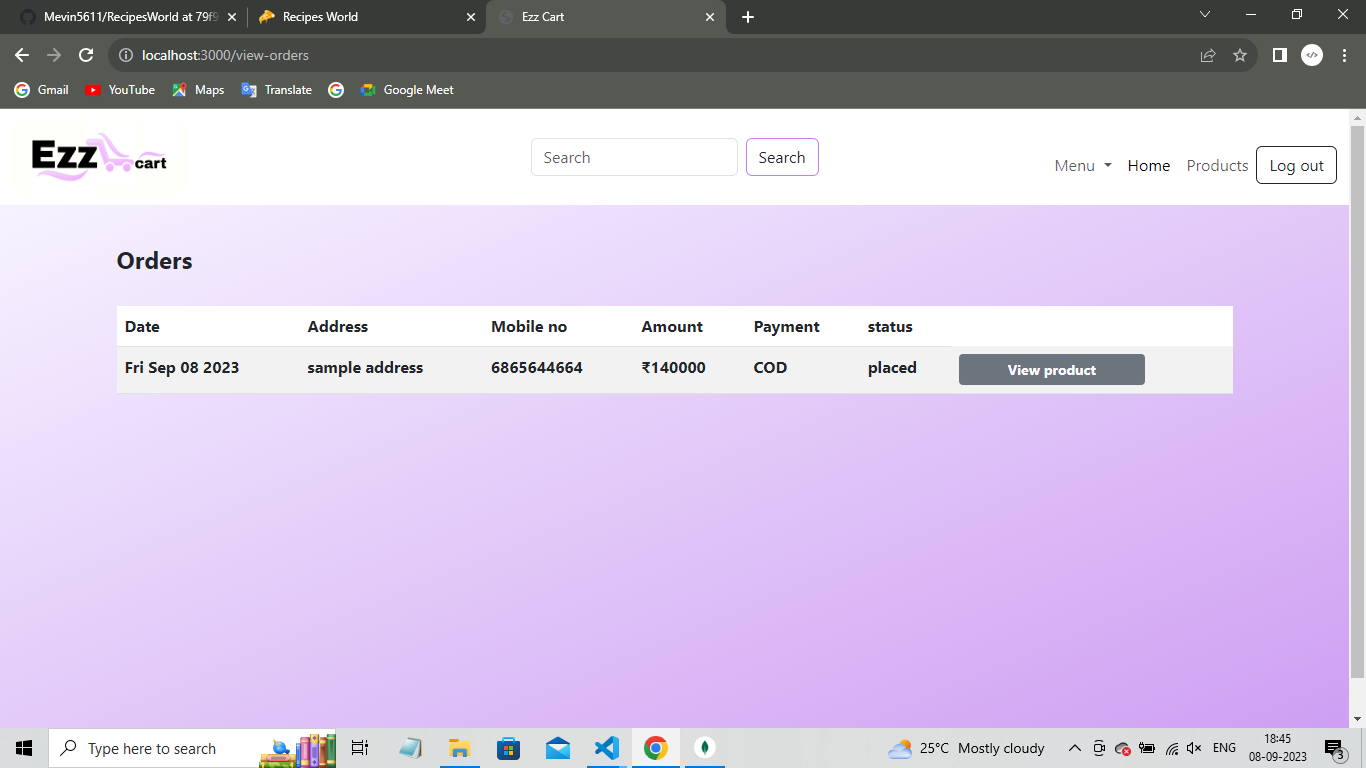 Mevin5611/RecipesWorld at 79f9
Recipes World
Ezz Cart
localhost:3000/view-orders
Gmail
YouTube
Maps
Translate
Google Meet
Ezz cart
Search
Search
Menu
Home
Products
Log out
Orders
Date Address Mobile no Amount Payment status
Fri Sep 08 2023 sample address 6865644664 ₹140000 COD placed View product
Type here to search
25°C Mostly cloudy
ENG
18:45
08-09-2023
3